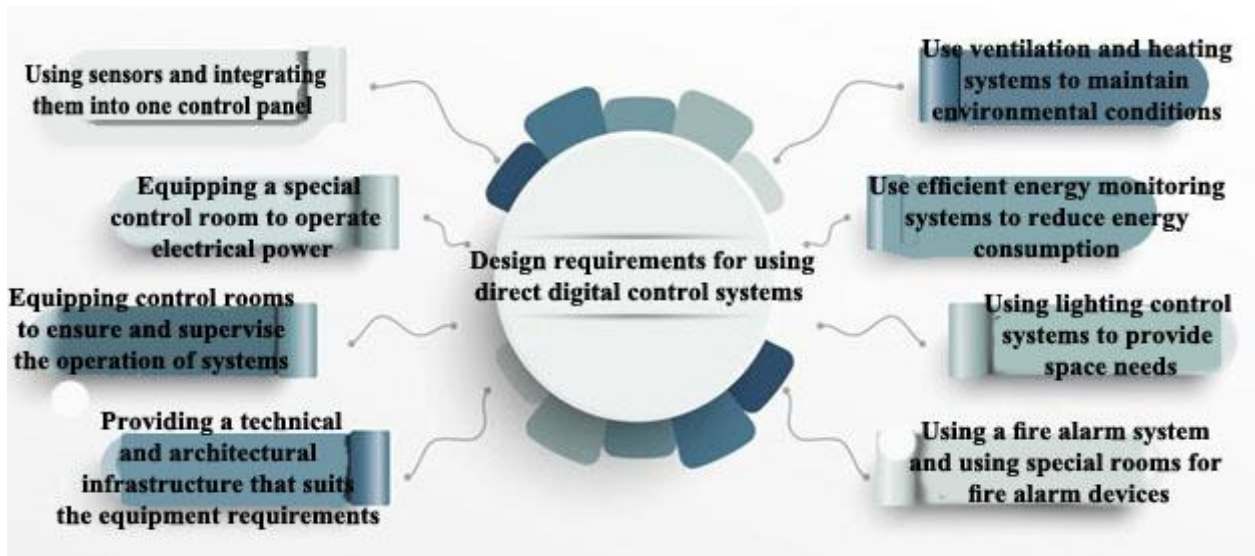 Using sensors and integrating
them into one control panel
Equipping a special
control room to operate
electrical power
Equipping control rooms
to ensure and supervise
the operation of systems
Providing a technical
and architectural
infrastructure that suits
the equipment requirements
Design requirements for using
direct digital control systems
Use ventilation and heating
systems to maintain
environmental conditions
Use efficient energy monitoring
systems to reduce energy
consumption
Using lighting control
systems to provide
space needs
Using a fire alarm system
and using special rooms for
fire alarm devices